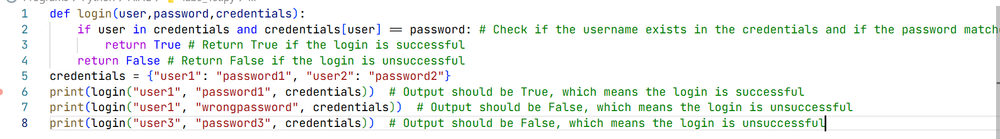 1 def login(user,password,credentials):
2 if user in credentials and credentials[user] == password: # Check if the username exists in the credentials and if the password
3 return True # Return True if the login is successful
4 return False # Return False if the login is unsuccessful
5 credentials = {"user1": "password1", "user2": "password2"}
6 print(login("user1", "password1", credentials))  # Output should be True, which means the login is successful
7 print(login("user1", "wrongpassword", credentials))  # Output should be False, which means the login is unsuccessful
8 print(login("user3", "password3", credentials))  # Output should be False, which means the login is unsuccessful